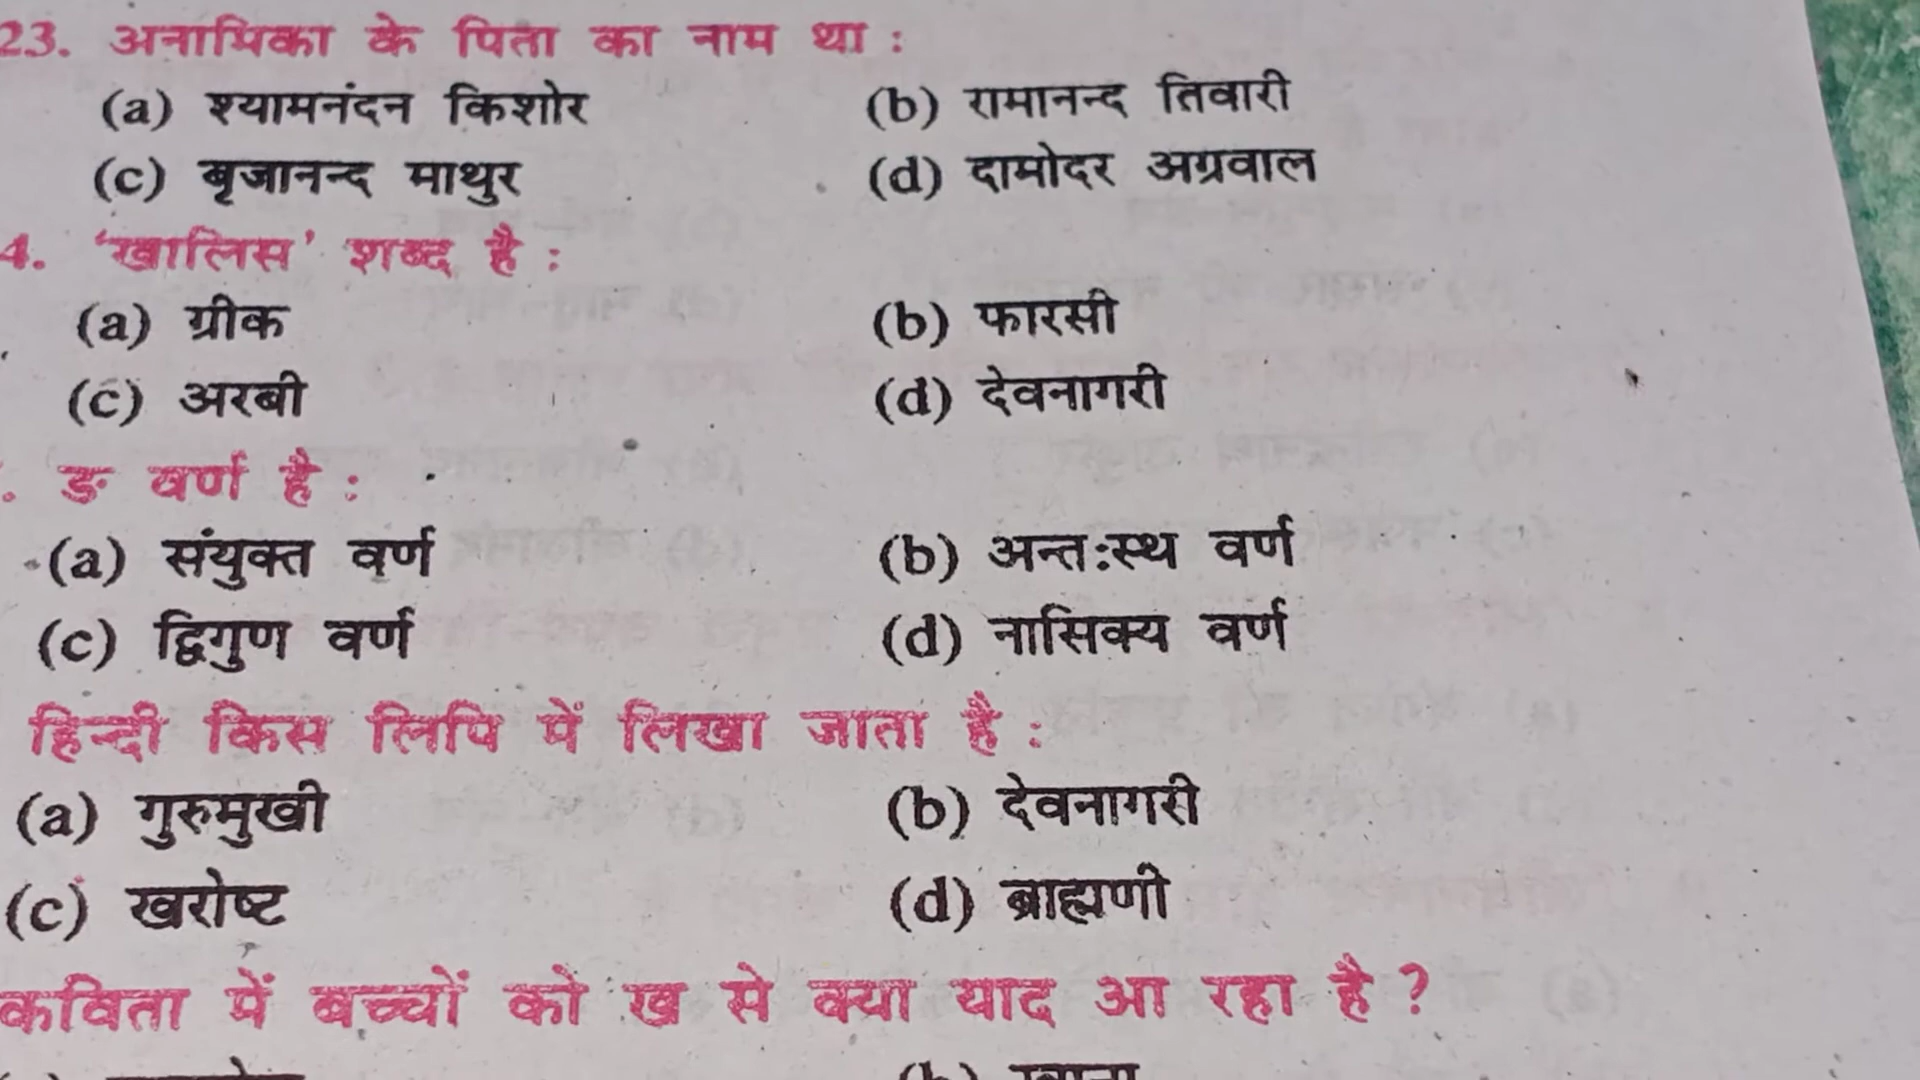 23. अनामिका के पिता का नाम था :
(a) श्यामनंदन किशोर (b) रामानन्द तिवारी
(c) बृजानन्द माथुर (d) दामोदर अग्रवाल
4. 'खालिस' शब्द है :
(a) ग्रीक (b) फारसी
(c) अरबी (d) देवनागरी
. ङ वर्ण है :
(a) संयुक्त वर्ण (b) अन्त:स्थ वर्ण
(c) द्विगुण वर्ण (d) नासिक्य वर्ण
हिन्दी किस लिपि में लिखा जाता है :
(a) गुरुमुखी (b) देवनागरी
(c) खरोष्ट (d) ब्राह्मणी
कविता में बच्चों को ख से क्या याद आ रहा है ?
(b)